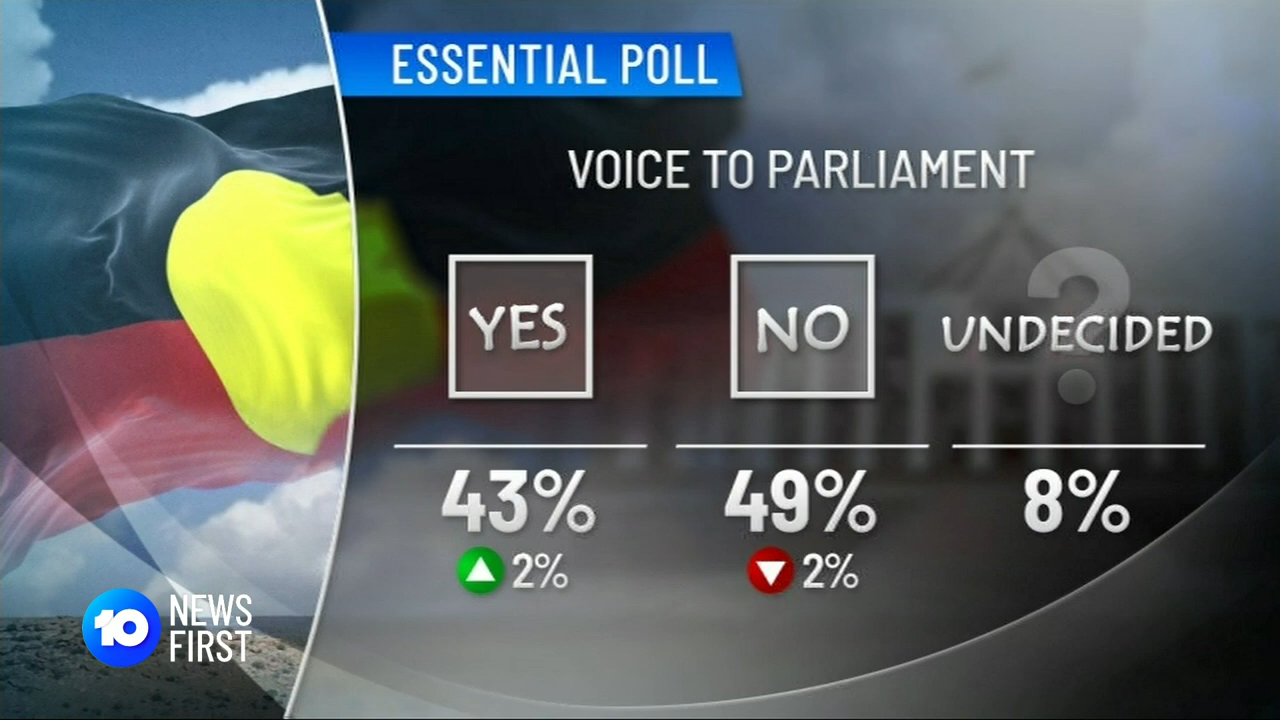 ESSENTIAL POLL
VOICE TO PARLIAMENT
YES NO UNDECIDED
?
43% 49% 8%
2% 2%
10 NEWS
FIRST